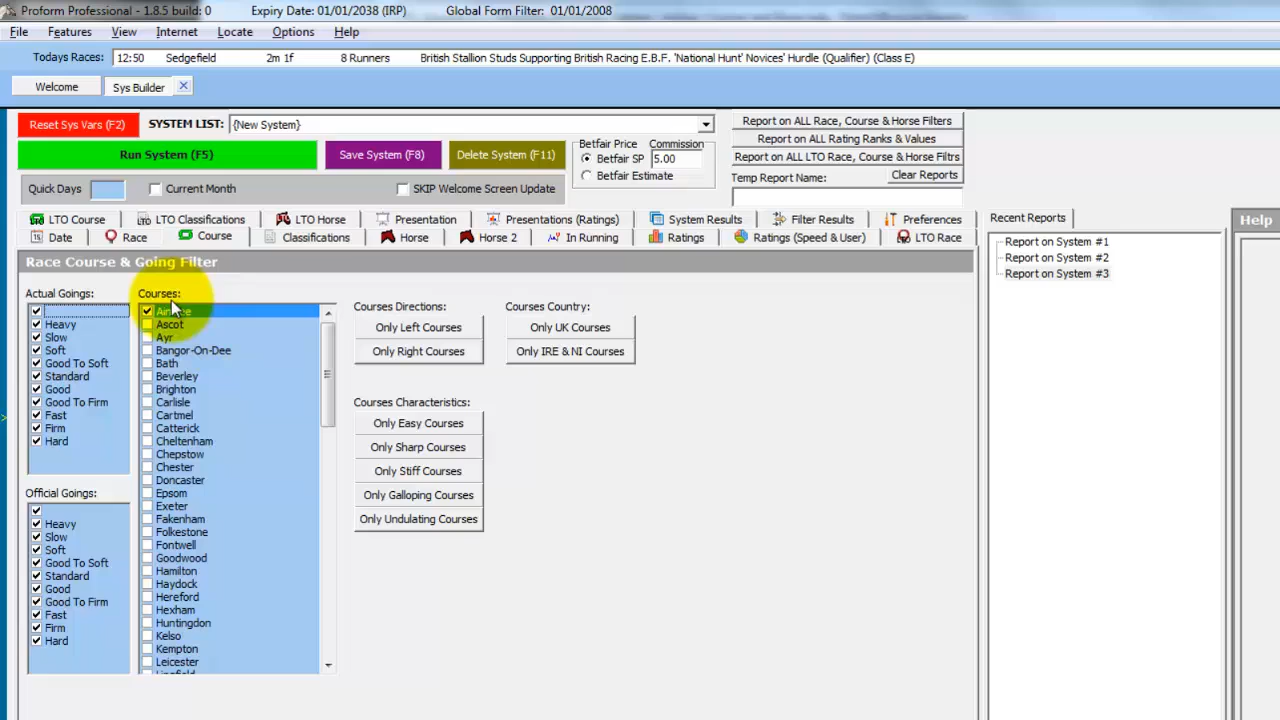 Proform Professional - 1.8.5 build: 0 Expiry Date: 01/01/2038 (IRP) Global Form Filter: 01/01/2008
File Features View Internet Locate Options Help
Todays Races: 12:50 Sedgefield 2m 1f 8 Runners British Stallion Studs Supporting British Racing E.B.F. 'National Hunt' Novices' Hurdle (Qualifier) (Class E)
Welcome Sys Builder
Reset Sys Vars (F2) SYSTEM LIST: {New System}
Run System (F5) Save System (F8) Delete System (F11)
Betfair Price Commission
Betfair SP 5.00
Betfair Estimate
Report on ALL Race, Course & Horse Filters
Report on ALL Rating Ranks & Values
Report on ALL LTO Race, Course & Horse Filtrs
Temp Report Name: Clear Reports
Quick Days Current Month SKIP Welcome Screen Update
LTO Course LTO Classifications LTO Horse Presentation Presentations (Ratings) System Results Filter Results Preferences
Date Race Course Classifications Horse Horse 2 In Running Ratings Ratings (Speed & User) LTO Race
Recent Reports
Help
Report on System #1
Report on System #2
Report on System #3
Race Course & Going Filter
Actual Goings:
Heavy
Slow
Soft
Good To Soft
Standard
Good
Good To Firm
Fast
Firm
Hard
Official Goings:
Heavy
Slow
Soft
Good To Soft
Standard
Good
Good To Firm
Fast
Firm
Hard
Courses:
Ascot
Ayr
Bangor-On-Dee
Bath
Beverley
Brighton
Carlisle
Cartmel
Catterick
Cheltenham
Chepstow
Chester
Doncaster
Epsom
Exeter
Fakenham
Folkestone
Fontwell
Goodwood
Hamilton
Haydock
Hereford
Hexham
Huntingdon
Kelso
Kempton
Leicester
Courses Directions:
Only Left Courses
Only Right Courses
Courses Country:
Only UK Courses
Only IRE & NI Courses
Courses Characteristics:
Only Easy Courses
Only Sharp Courses
Only Stiff Courses
Only Galloping Courses
Only Undulating Courses